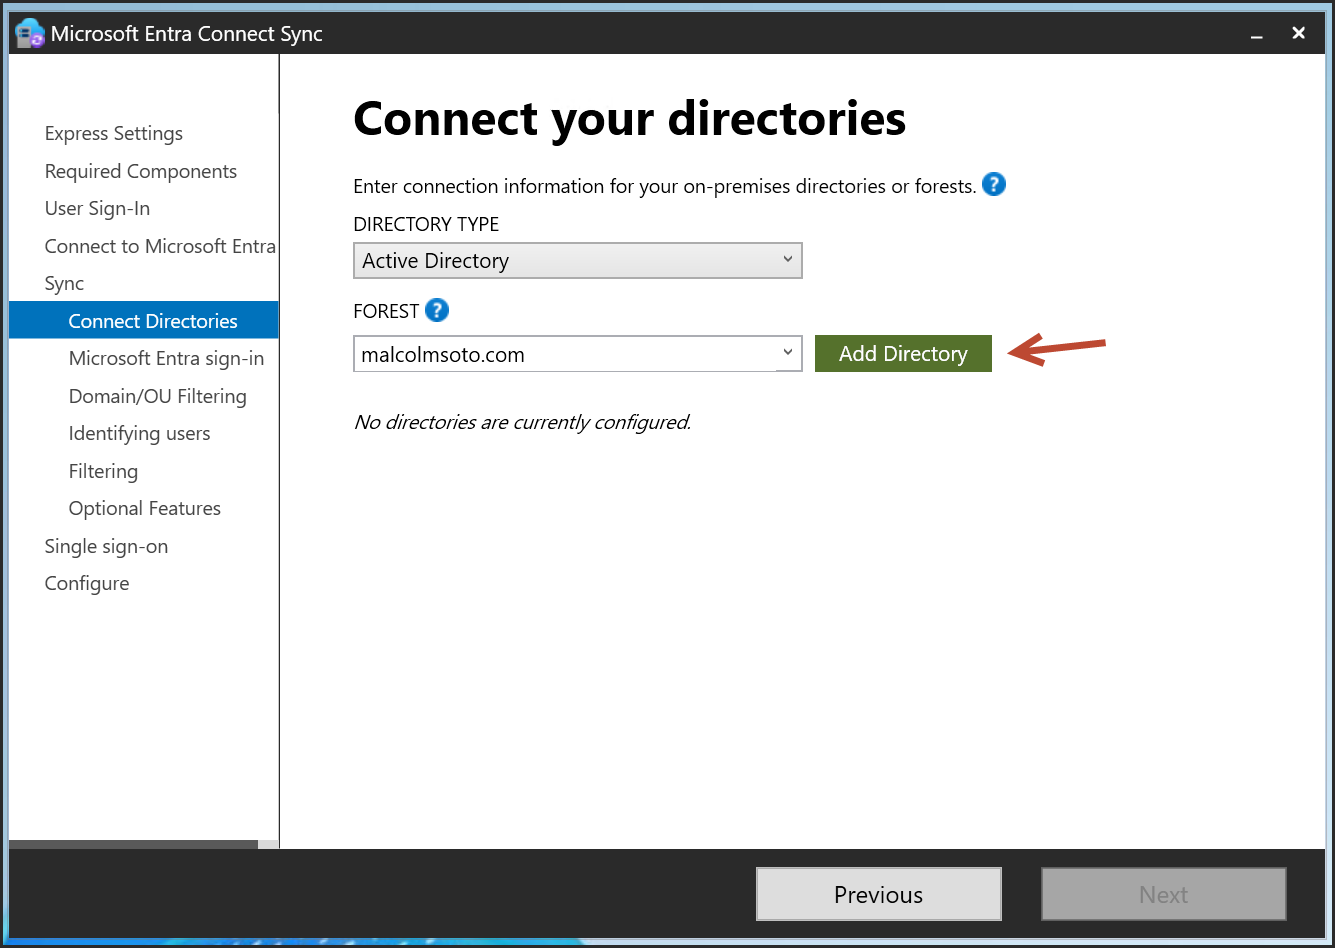 Microsoft Entra Connect Sync
Express Settings
Required Components
User Sign-In
Connect to Microsoft Entra
Sync
Connect Directories
Microsoft Entra sign-in
Domain/OU Filtering
Identifying users
Filtering
Optional Features
Single sign-on
Configure
Connect your directories
Enter connection information for your on-premises directories or forests. ?
DIRECTORY TYPE
Active Directory
FOREST ?
malcolmsoto.com
Add Directory
No directories are currently configured.
Previous
Next